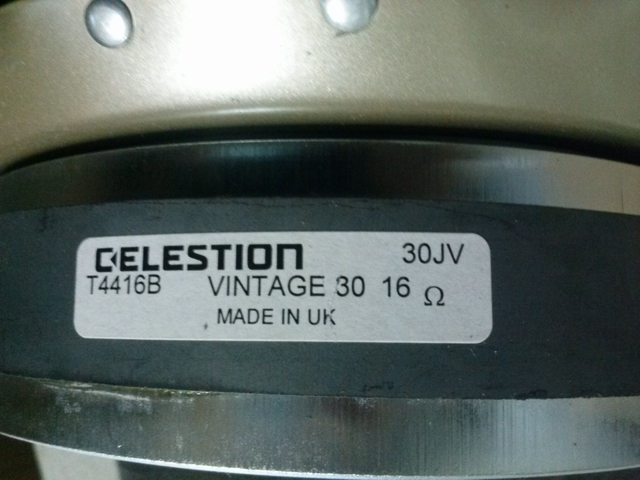 CELESTION 30JV
T4416B VINTAGE 30 16 Ω
MADE IN UK